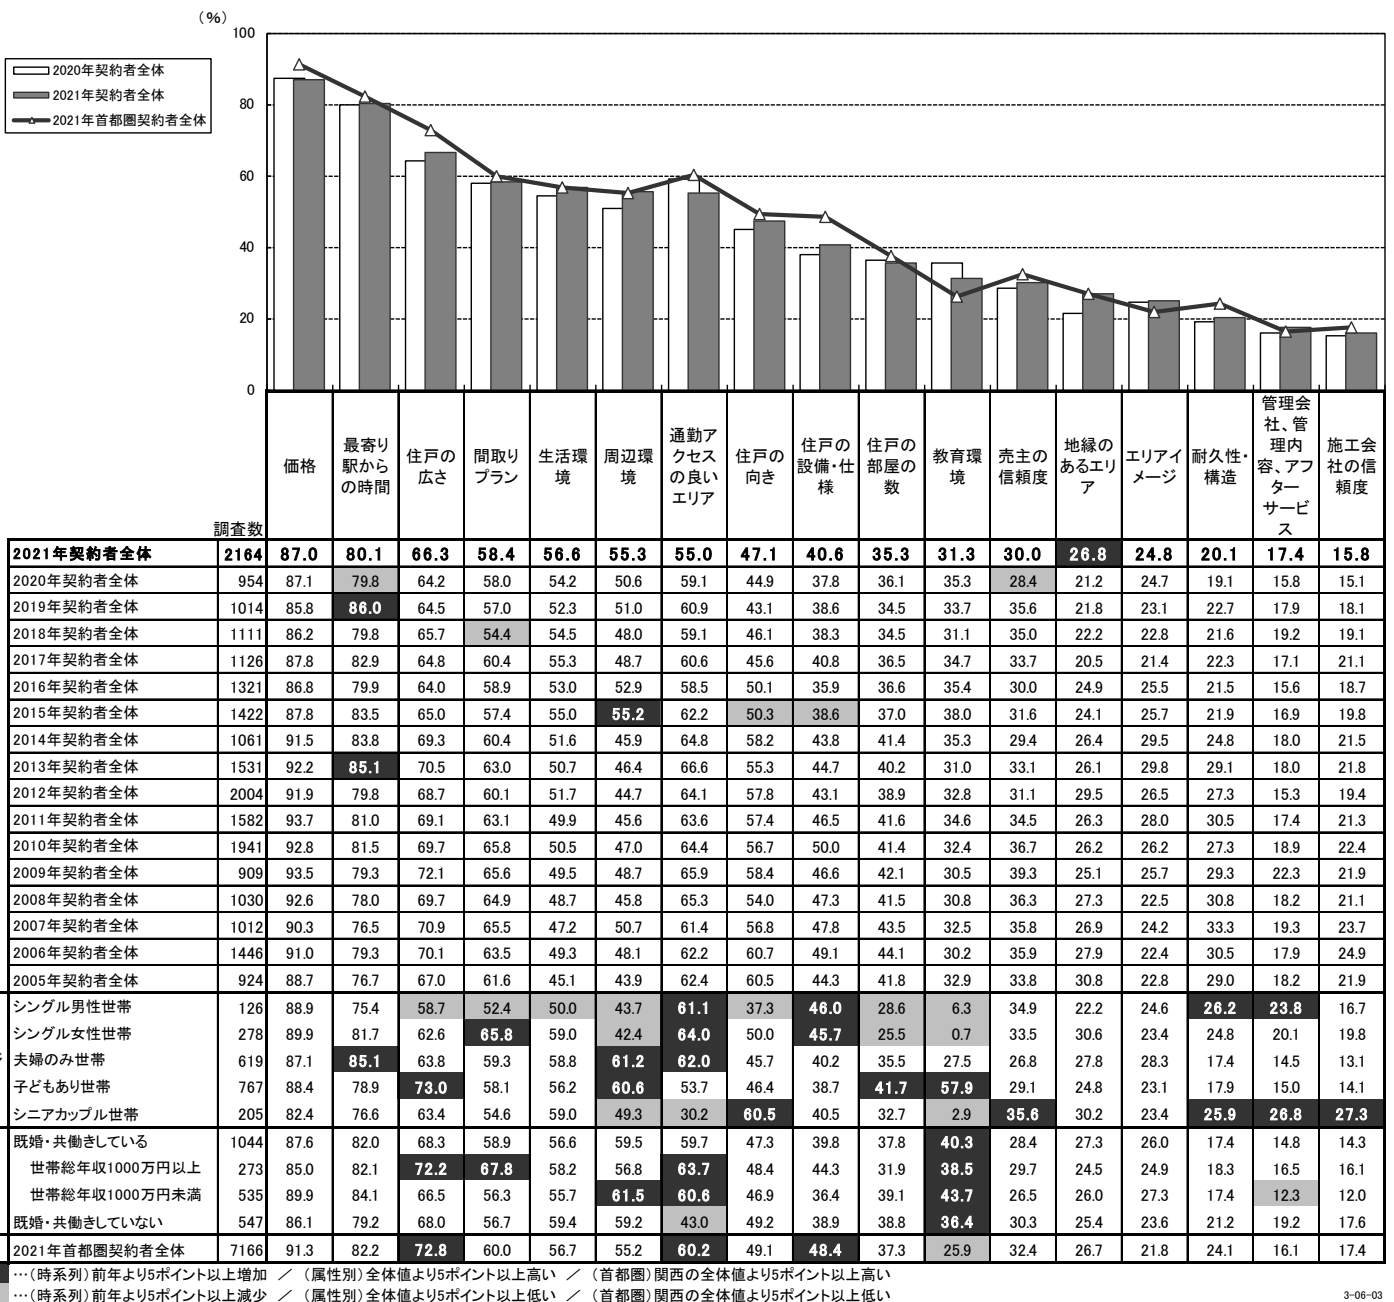 (%)
100
80
60
40
20
0
2020年契約者全体
2021年契約者全体
2021年首都圏契約者全体
調査数 価格 最寄り駅からの時間 住戸の広さ 間取りプラン 生活環境 周辺環境 通勤アクセスの良いエリア 住戸の向き 住戸の設備・仕様 住戸の部屋の数 教育環境 売主の信頼度 地縁のあるエリア エリアイメージ 耐久性・構造 管理会社、管理内容、アフターサービス 施工会社の信頼度
2021年契約者全体 2164 87.0 80.1 66.3 58.4 56.6 55.3 55.0 47.1 40.6 35.3 31.3 30.0 26.8 24.8 20.1 17.4 15.8
2020年契約者全体 954 87.1 79.8 64.2 58.0 54.2 50.6 59.1 44.9 37.8 36.1 35.3 28.4 21.2 24.7 19.1 15.8 15.1
2019年契約者全体 1014 85.8 86.0 64.5 57.0 52.3 51.0 60.9 43.1 38.6 34.5 33.7 35.6 21.8 23.1 22.7 17.9 18.1
2018年契約者全体 1111 86.2 79.8 65.7 54.4 54.5 48.0 59.1 46.1 38.3 34.5 31.1 35.0 22.2 22.8 21.6 19.2 19.1
2017年契約者全体 1126 87.8 82.9 64.8 60.4 55.3 48.7 60.6 45.6 40.8 36.5 34.7 33.7 20.5 21.4 22.3 17.1 21.1
2016年契約者全体 1321 86.8 79.9 64.0 58.9 53.0 52.9 58.5 50.1 35.9 36.6 35.4 30.0 24.9 25.5 21.5 15.6 18.7
2015年契約者全体 1422 87.8 83.5 65.0 57.4 55.0 55.2 62.2 50.3 38.6 37.0 38.0 31.6 24.1 25.7 21.9 16.9 19.8
2014年契約者全体 1061 91.5 83.8 69.3 60.4 51.6 45.9 64.8 58.2 43.8 41.4 35.3 29.4 26.4 29.5 24.8 18.0 21.5
2013年契約者全体 1531 92.2 85.1 70.5 63.0 50.7 46.4 66.6 55.3 44.7 40.2 31.0 33.1 26.1 29.8 29.1 18.0 21.8
2012年契約者全体 2004 91.9 79.8 68.7 60.1 51.7 44.7 64.1 57.8 43.1 38.9 32.8 31.1 29.5 26.5 27.3 15.3 19.4
2011年契約者全体 1582 93.7 81.0 69.1 63.1 49.9 45.6 63.6 57.4 46.5 41.6 34.6 34.5 26.3 28.0 30.5 17.4 21.3
2010年契約者全体 1941 92.8 81.5 69.7 65.8 50.5 47.0 64.4 56.7 50.0 41.4 32.4 36.7 26.2 26.2 27.3 18.9 22.4
2009年契約者全体 909 93.5 79.3 72.1 65.6 49.5 48.7 65.9 58.4 46.6 42.1 30.5 39.3 25.1 25.7 29.3 22.3 21.9
2008年契約者全体 1030 92.6 78.0 69.7 64.9 48.7 45.8 65.3 54.0 47.3 41.5 30.8 36.3 27.3 22.5 30.8 18.2 21.1
2007年契約者全体 1012 90.3 76.5 70.9 65.5 47.2 50.7 61.4 56.8 47.8 43.5 32.5 35.8 26.9 24.2 33.3 19.3 23.7
2006年契約者全体 1446 91.0 79.3 70.1 63.5 49.3 48.1 62.2 60.7 49.1 44.1 30.2 35.9 27.9 22.4 30.5 17.9 24.9
2005年契約者全体 924 88.7 76.7 67.0 61.6 45.1 43.9 62.4 60.5 44.3 41.8 32.9 33.8 30.8 22.8 29.0 18.2 21.9
シングル男性世帯 126 88.9 75.4 58.7 52.4 50.0 43.7 61.1 37.3 46.0 28.6 6.3 34.9 22.2 24.6 26.2 23.8 16.7
シングル女性世帯 278 89.9 81.7 62.6 65.8 59.0 42.4 64.0 50.0 45.7 25.5 0.7 33.5 30.6 23.4 24.8 20.1 19.8
夫婦のみ世帯 619 87.1 85.1 63.8 59.3 58.8 61.2 62.0 45.7 40.2 35.5 27.5 26.8 27.8 28.3 17.4 14.5 13.1
子どもあり世帯 767 88.4 78.9 73.0 58.1 56.2 60.6 53.7 46.4 38.7 41.7 57.9 29.1 24.8 23.1 17.9 15.0 14.1
シニアカップル世帯 205 82.4 76.6 63.4 54.6 59.0 49.3 30.2 60.5 40.5 32.7 2.9 35.6 30.2 23.4 25.9 26.8 27.3
既婚・共働きしている 1044 87.6 82.0 68.3 58.9 56.6 59.5 59.7 47.3 39.8 37.8 40.3 28.4 27.3 26.0 17.4 14.8 14.3
世帯総年収1000万円以上 273 85.0 82.1 72.2 67.8 58.2 56.8 63.7 48.4 44.3 31.9 38.5 29.7 24.5 24.9 18.3 16.5 16.1
世帯総年収1000万円未満 535 89.9 84.1 66.5 56.3 55.7 61.5 60.6 46.9 36.4 39.1 43.7 26.5 26.0 27.3 17.4 12.3 12.0
既婚・共働きしていない 547 86.1 79.2 68.0 56.7 59.4 59.2 43.0 49.2 38.9 38.8 36.4 30.3 25.4 23.6 21.2 19.2 17.6
2021年首都圏契約者全体 7166 91.3 82.2 72.8 60.0 56.7 55.2 60.2 49.1 48.4 37.3 25.9 32.4 26.7 21.8 24.1 16.1 17.4
…(時系列)前年より5ポイント以上増加 / (属性別)全体値より5ポイント以上高い / (首都圏)関西の全体値より5ポイント以上高い
…(時系列)前年より5ポイント以上減少 / (属性別)全体値より5ポイント以上低い / (首都圏)関西の全体値より5ポイント以上低い
3-06-03